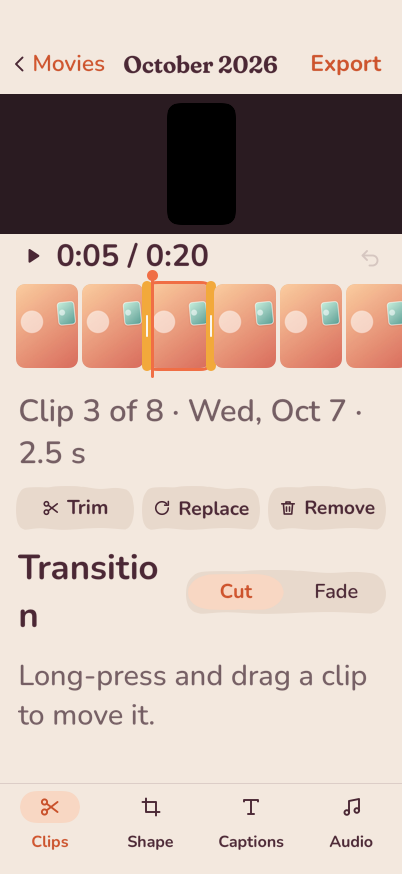 Movies October 2026 Export
0:05 / 0:20
Clip 3 of 8 · Wed, Oct 7 ·
2.5 s
Trim Replace Remove
Transitio
n
Cut Fade
Long-press and drag a clip
to move it.
Clips Shape Captions Audio